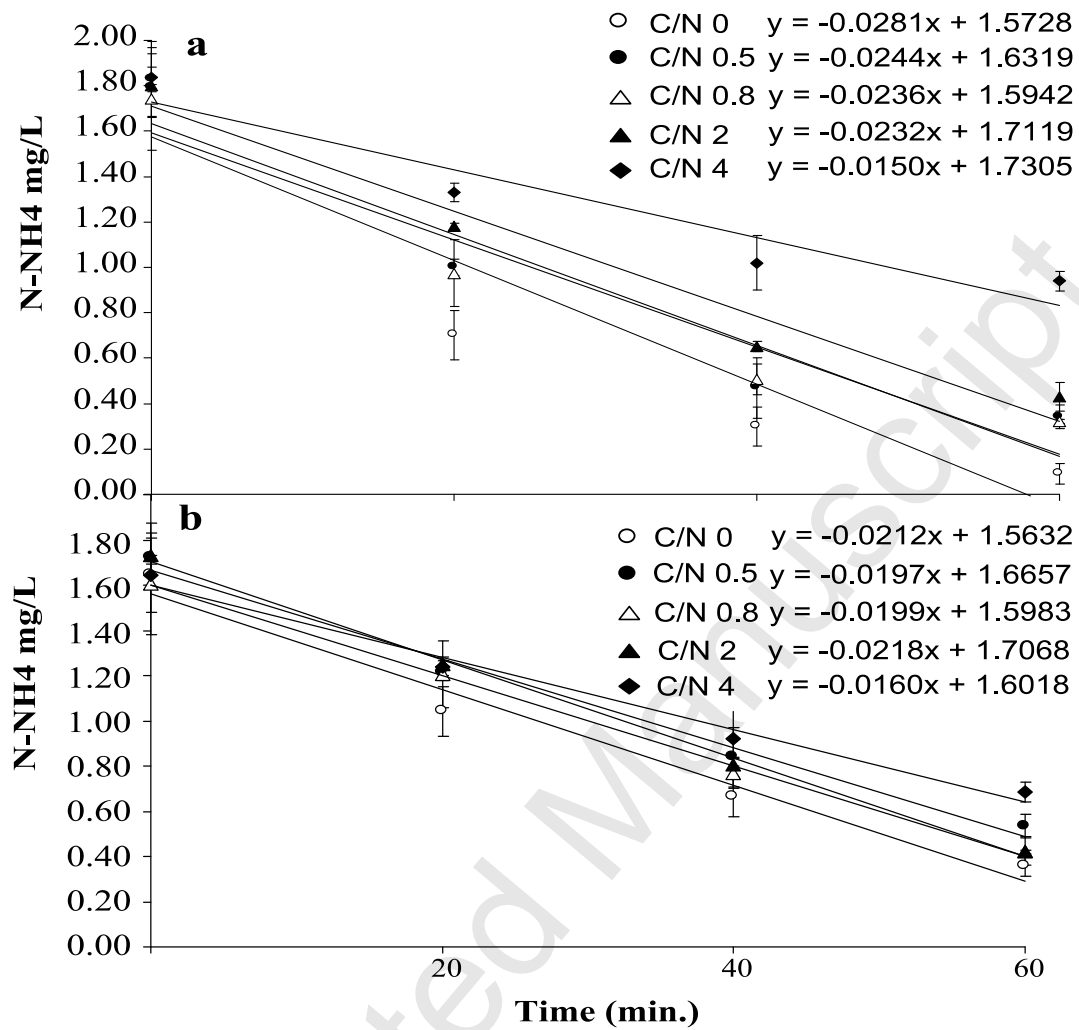 a
C/N 0 y = -0.0281x + 1.5728
C/N 0.5 y = -0.0244x + 1.6319
C/N 0.8 y = -0.0236x + 1.5942
C/N 2 y = -0.0232x + 1.7119
C/N 4 y = -0.0150x + 1.7305
2.00
1.80
1.60
1.40
1.20
1.00
0.80
0.60
0.40
0.20
0.00
N-NH4 mg/L
b
C/N 0 y = -0.0212x + 1.5632
C/N 0.5 y = -0.0197x + 1.6657
C/N 0.8 y = -0.0199x + 1.5983
C/N 2 y = -0.0218x + 1.7068
C/N 4 y = -0.0160x + 1.6018
1.80
1.60
1.40
1.20
1.00
0.80
0.60
0.40
0.20
0.00
N-NH4 mg/L
20 40 60
Time (min.)
ted Manuscript